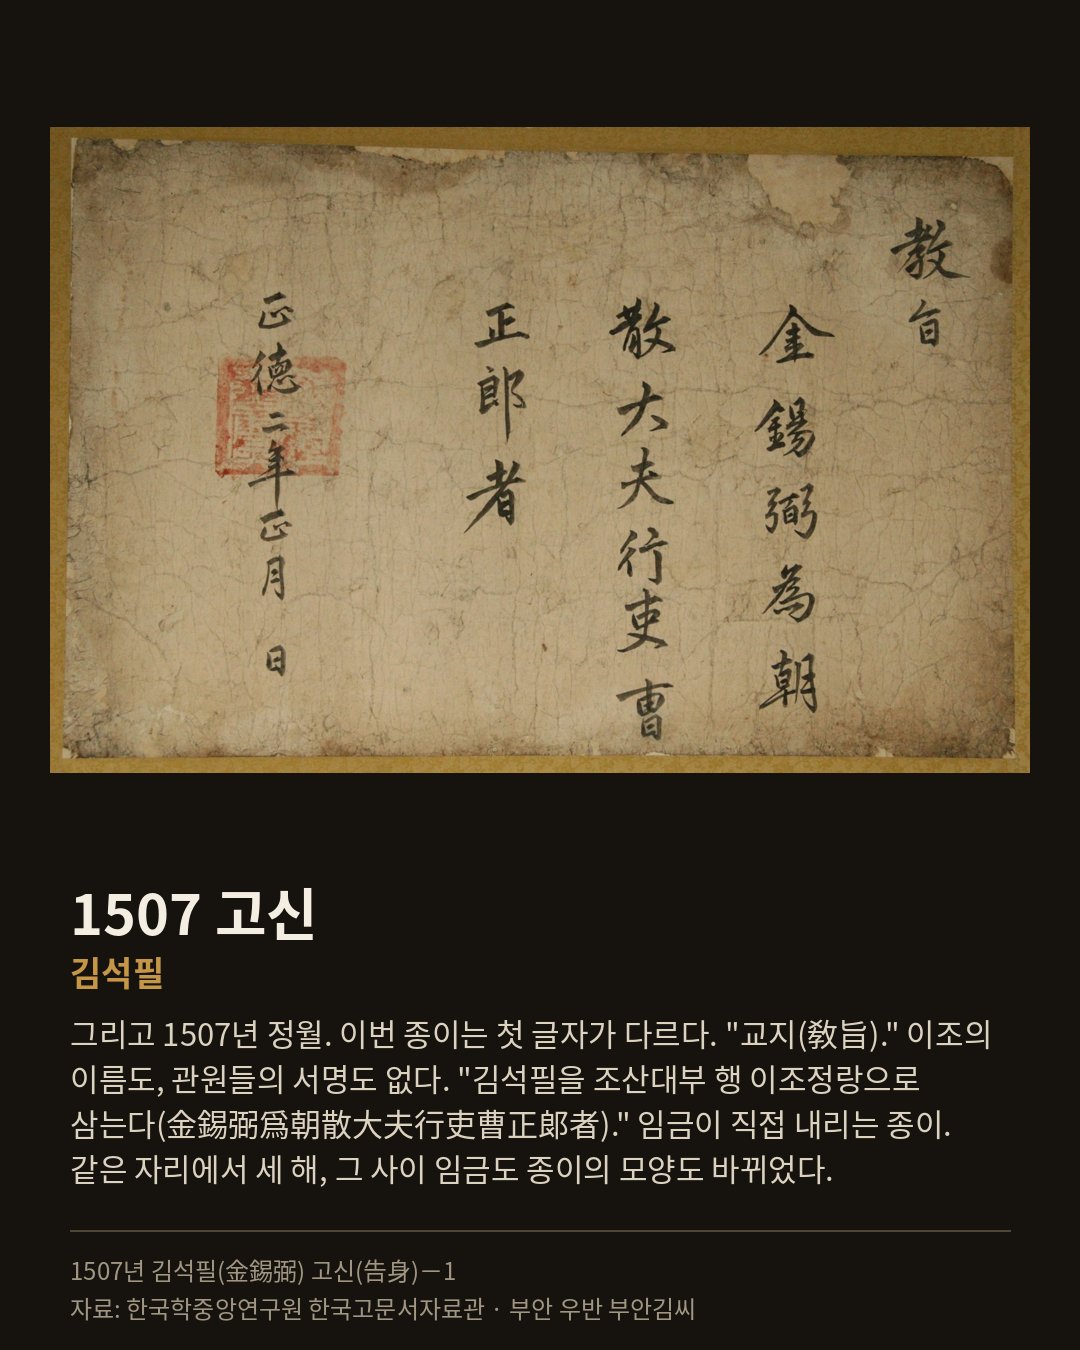 敎旨
金錫弼為朝
散大夫行吏曹
正郎者
正德二年正月 日
1507 고신
김석필
그리고 1507년 정월. 이번 종이는 첫 글자가 다르다. "교지(敎旨)." 이조의
이름도, 관원들의 서명도 없다. "김석필을 조산대부 행 이조정랑으로
삼는다(金錫弼爲朝散大夫行吏曹正郞者)." 임금이 직접 내리는 종이.
같은 자리에서 세 해, 그 사이 임금도 종이의 모양도 바뀌었다.
1507년 김석필(金錫弼) 고신(告身)－1
자료: 한국학중앙연구원 한국고문서자료관 · 부안 우반 부안김씨